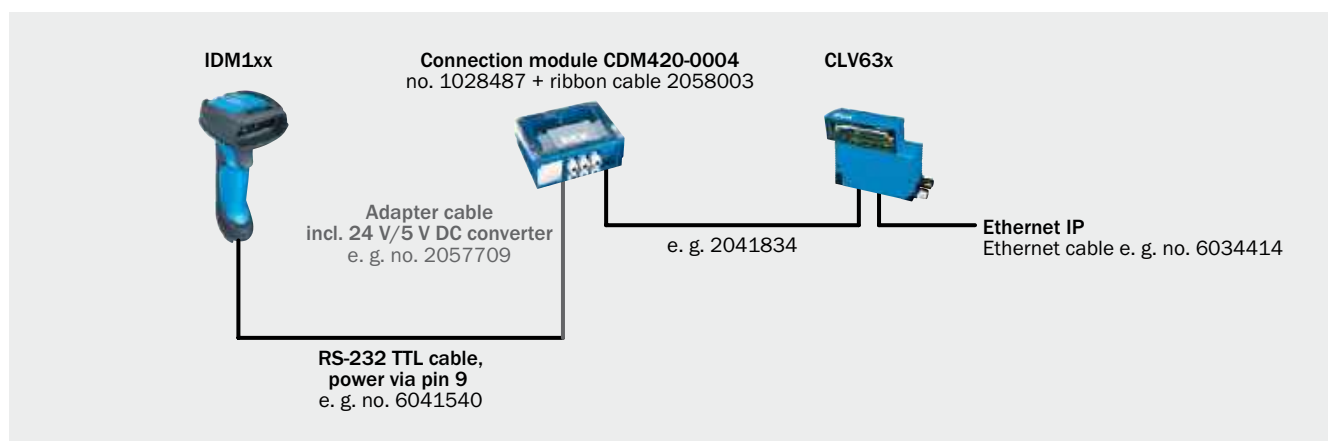 IDM1xx
Connection module CDM420-0004
no. 1028487 + ribbon cable 2058003
CLV63x
Adapter cable
incl. 24 V/5 V DC converter
e. g. no. 2057709
e. g. 2041834
Ethernet IP
Ethernet cable e. g. no. 6034414
RS-232 TTL cable,
power via pin 9
e. g. no. 6041540